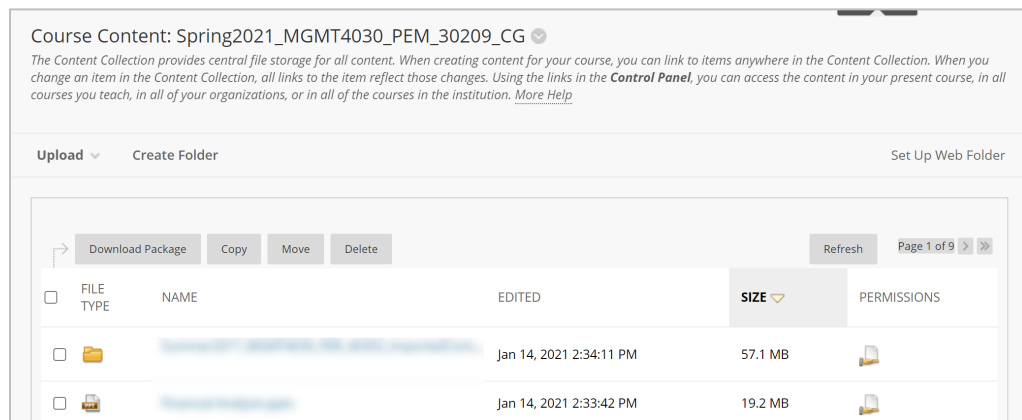 Course Content: Spring2021_MGMT4030_PEM_30209_CG
The Content Collection provides central file storage for all content. When creating content for your course, you can link to items anywhere in the Content Collection. When you
change an item in the Content Collection, all links to the item reflect those changes. Using the links in the Control Panel, you can access the content in your present course, in all
courses you teach, in all of your organizations, or in all of the courses in the institution. More Help
Upload Create Folder Set Up Web Folder
Download Package Copy Move Delete Refresh Page 1 of 9
FILE TYPE NAME EDITED SIZE PERMISSIONS
Jan 14, 2021 2:34:11 PM 57.1 MB
Jan 14, 2021 2:33:42 PM 19.2 MB